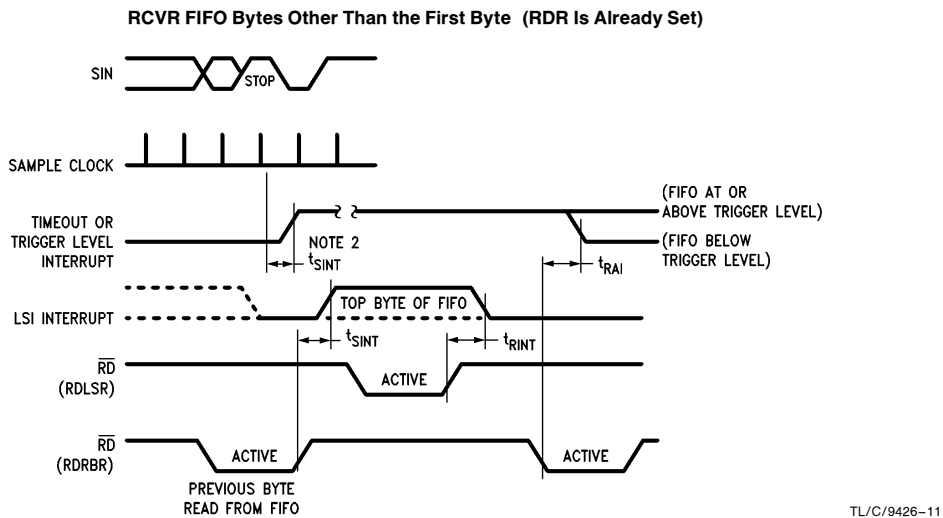 RCVR FIFO Bytes Other Than the First Byte (RDR Is Already Set)
SIN
STOP
SAMPLE CLOCK
(FIFO AT OR
ABOVE TRIGGER LEVEL)
TIMEOUT OR
TRIGGER LEVEL
INTERRUPT
NOTE 2
tSINT
(FIFO BELOW
TRIGGER LEVEL)
tRAI
LSI INTERRUPT
TOP BYTE OF FIFO
tSINT
tRINT
RD
(RDLSR)
ACTIVE
RD
(RDRBR)
ACTIVE
ACTIVE
PREVIOUS BYTE
READ FROM FIFO
TL/C/9426–11